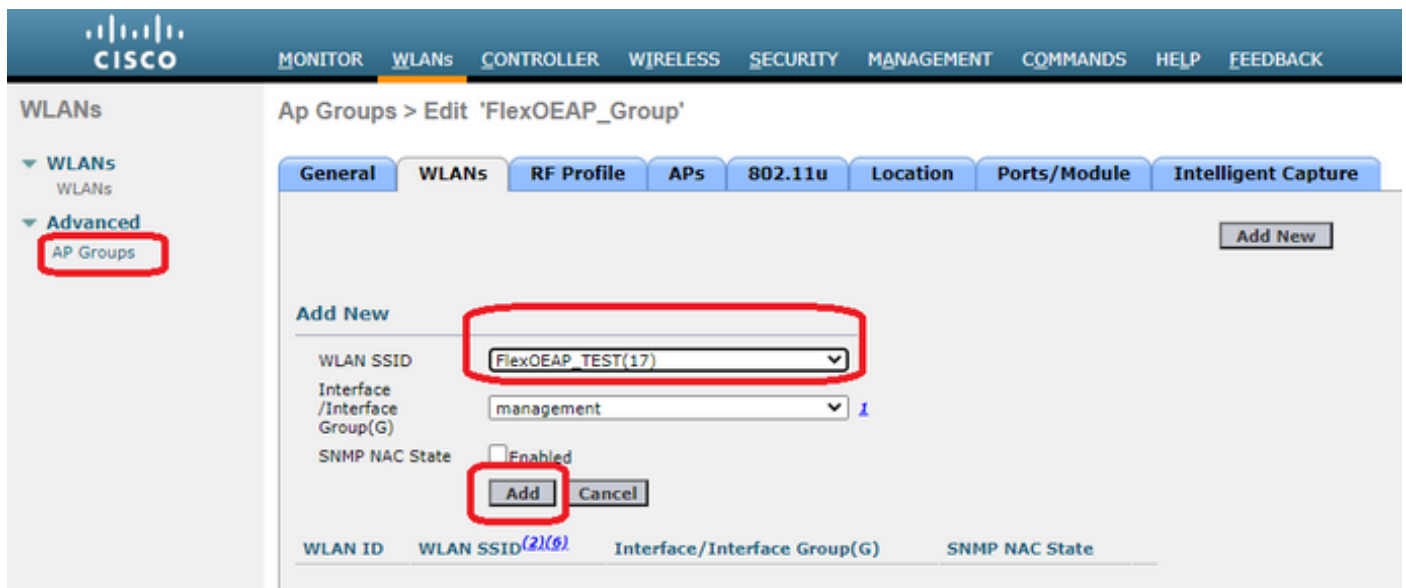 CISCO
MONITOR WLANs CONTROLLER WIRELESS SECURITY MANAGEMENT COMMANDS HELP FEEDBACK
WLANs
WLANs
WLANs
Advanced
AP Groups
Ap Groups > Edit 'FlexOEAP_Group'
General WLANs RF Profile APs 802.11u Location Ports/Module Intelligent Capture
Add New
Add New
WLAN SSID FlexOEAP_TEST(17)
Interface
/Interface management 1
Group(G)
SNMP NAC State Enabled
Add Cancel
WLAN ID WLAN SSID(2)(6) Interface/Interface Group(G) SNMP NAC State